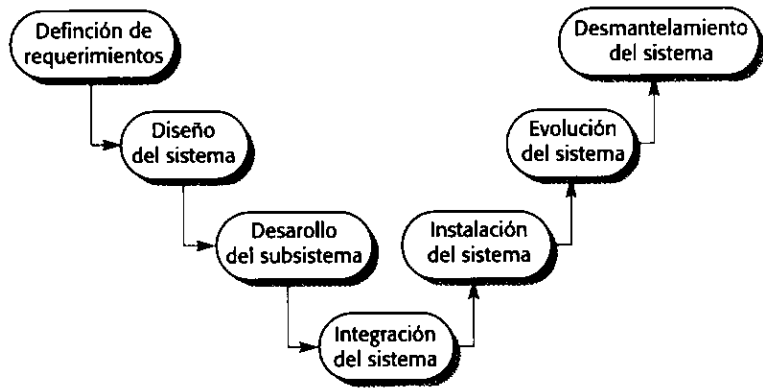 Definción de
requerimientos
Diseño
del sistema
Desarollo
del subsistema
Integración
del sistema
Instalación
del sistema
Evolución
del sistema
Desmantelamiento
del sistema